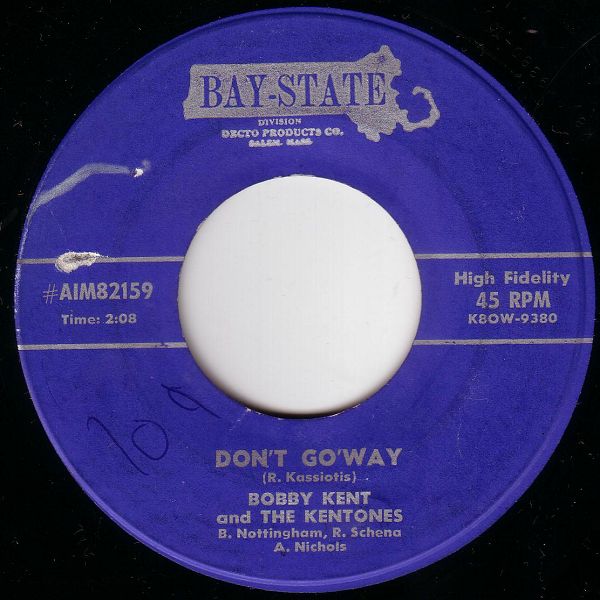 BAY-STATE
DIVISION
DECTO PRODUCTS CO.
SALEM, MASS.
#AIM82159
Time: 2:08
High Fidelity
45 RPM
K8OW-9380
DON'T GO'WAY
(R. Kassiotis)
BOBBY KENT
and THE KENTONES
B. Nottingham, R. Schena
A. Nichols